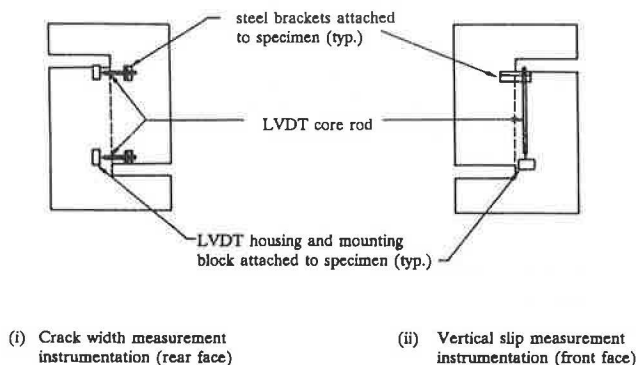 steel brackets attached
to specimen (typ.)
LVDT core rod
LVDT housing and mounting
block attached to specimen (typ.)
(i) Crack width measurement
instrumentation (rear face)
(ii) Vertical slip measurement
instrumentation (front face)